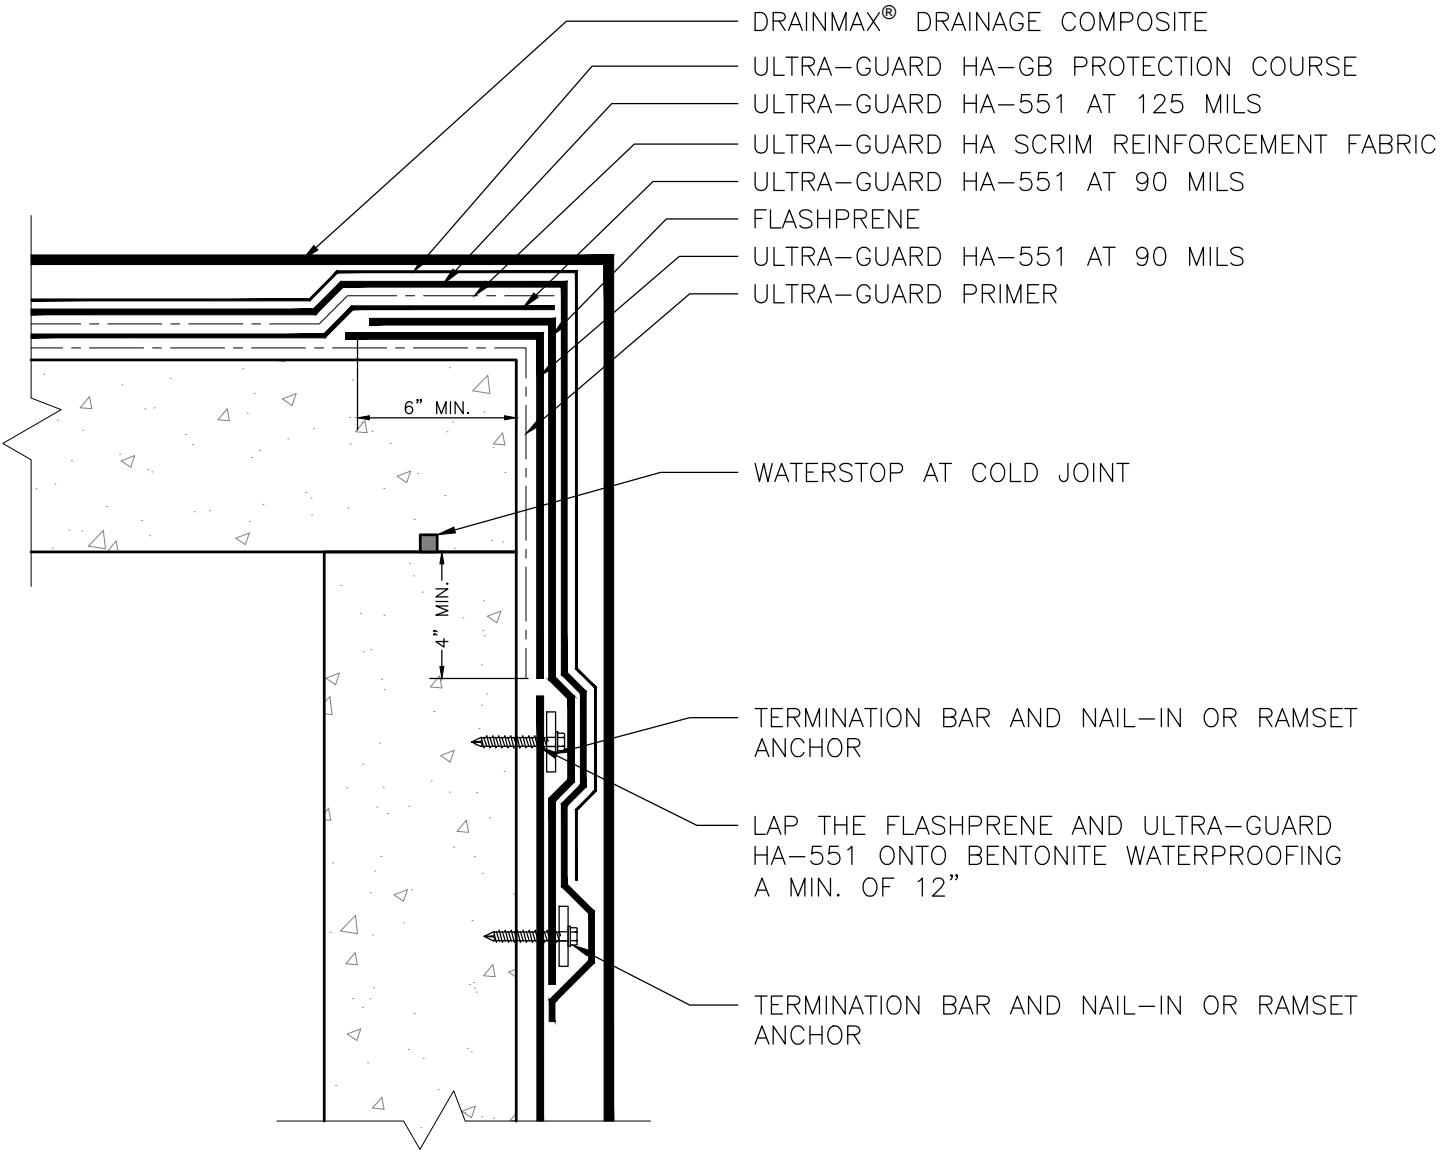 DRAINMAX® DRAINAGE COMPOSITE
ULTRA-GUARD HA-GB PROTECTION COURSE
ULTRA-GUARD HA-551 AT 125 MILS
ULTRA-GUARD HA SCRIM REINFORCEMENT FABRIC
ULTRA-GUARD HA-551 AT 90 MILS
FLASHPRENE
ULTRA-GUARD HA-551 AT 90 MILS
ULTRA-GUARD PRIMER
6" MIN.
WATERSTOP AT COLD JOINT
4" MIN.
TERMINATION BAR AND NAIL-IN OR RAMSET
ANCHOR
LAP THE FLASHPRENE AND ULTRA-GUARD
HA-551 ONTO BENTONITE WATERPROOFING
A MIN. OF 12"
TERMINATION BAR AND NAIL-IN OR RAMSET
ANCHOR